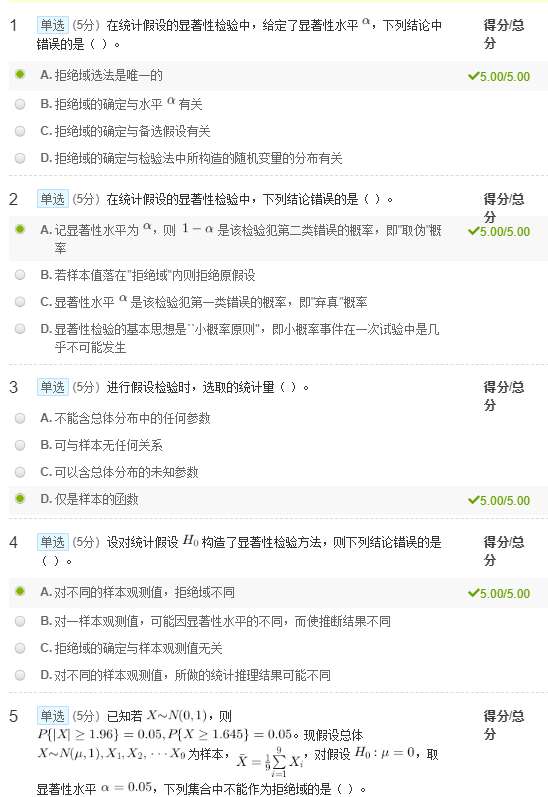 1 单选 (5分) 在统计假设的显著性检验中，给定了显著性水平 α，下列结论中 得分/总
错误的是（ ）。 分
A. 拒绝域选法是唯一的 5.00/5.00
B. 拒绝域的确定与水平 α 有关
C. 拒绝域的确定与备选假设有关
D. 拒绝域的确定与检验法中所构造的随机变量的分布有关
2 单选 (5分) 在统计假设的显著性检验中，下列结论错误的是（ ）。 得分/总
分
A. 记显著性水平为 α，则 1−α 是该检验犯第二类错误的概率，即"取伪"概 5.00/5.00
率
B. 若样本值落在"拒绝域"内则拒绝原假设
C. 显著性水平 α 是该检验犯第一类错误的概率，即"弃真"概率
D. 显著性检验的基本思想是``小概率原则"，即小概率事件在一次试验中是几
乎不可能发生
3 单选 (5分) 进行假设检验时，选取的统计量（ ）。 得分/总
分
A. 不能含总体分布中的任何参数
B. 可与样本无任何关系
C. 可以含总体分布的未知参数
D. 仅是样本的函数 5.00/5.00
4 单选 (5分) 设对统计假设 H₀ 构造了显著性检验方法，则下列结论错误的是 得分/总
（ ）。 分
A. 对不同的样本观测值，拒绝域不同 5.00/5.00
B. 对一样本观测值，可能因显著性水平的不同，而使推断结果不同
C. 拒绝域的确定与样本观测值无关
D. 对不同的样本观测值，所做的统计推理结果可能不同
5 单选 (5分) 已知若 X∼N(0,1)，则 得分/总
P{|X| ≥ 1.96} = 0.05, P{X ≥ 1.645} = 0.05。现假设总体 分
X∼N(μ,1), X₁, X₂, ⋯X₉ 为样本，X̄ = 1/9 ∑_{i=1}^{9} Xᵢ，对假设 H₀ : μ = 0，取
显著性水平 α = 0.05，下列集合中不能作为拒绝域的是（ ）。